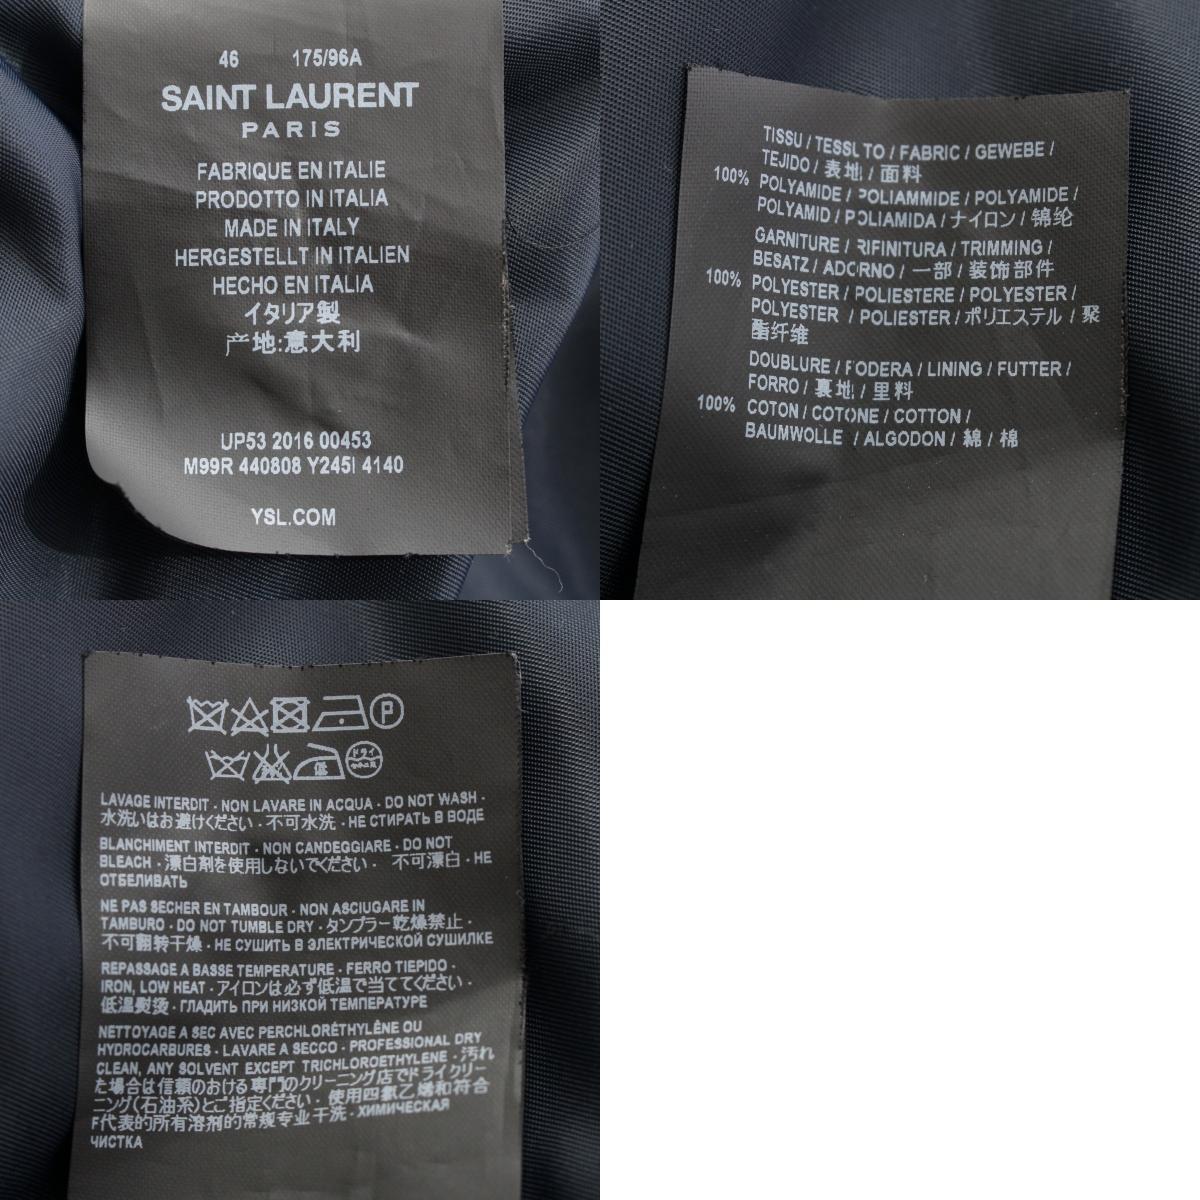 46 175/96A
SAINT LAURENT
PARIS
FABRIQUE EN ITALIE
PRODOTTO IN ITALIA
MADE IN ITALY
HERGESTELLT IN ITALIEN
HECHO EN ITALIA
イタリア製
产地:意大利
UP53 2016 00453
M99R 440808 Y245I 4140
YSL.COM
TISSU / TESSUTO / FABRIC / GEWEBE /
TEJIDO / 表地 / 面料
100% POLYAMIDE / POLIAMMIDE / POLYAMIDE /
POLYAMID / POLIAMIDA / ナイロン / 锦纶
GARNITURE / RIFINITURA / TRIMMING /
BESATZ / ADORNO / 一部 / 装饰部件
100% POLYESTER / POLIESTERE / POLYESTER /
POLYESTER / POLIESTER / ポリエステル / 聚
酯纤维
DOUBLURE / FODERA / LINING / FUTTER /
FORRO / 裏地 / 里料
100% COTON / COTONE / COTTON /
BAUMWOLLE / ALGODON / 綿 / 棉
P
低
ドライ
セキユ系
LAVAGE INTERDIT - NON LAVARE IN ACQUA - DO NOT WASH -
水洗いはお避けください - 不可水洗 - НЕ СТИРАТЬ В ВОДЕ
BLANCHIMENT INTERDIT - NON CANDEGGIARE - DO NOT
BLEACH - 漂白剤を使用しないでください - 不可漂白 - НЕ
ОТБЕЛИВАТЬ
NE PAS SECHER EN TAMBOUR - NON ASCIUGARE IN
TAMBURO - DO NOT TUMBLE DRY - タンブラー乾燥禁止 -
不可翻转干燥 - НЕ СУШИТЬ В ЭЛЕКТРИЧЕСКОЙ СУШИЛКЕ
REPASSAGE A BASSE TEMPERATURE - FERRO TIEPIDO -
IRON, LOW HEAT - アイロンは必ず低温で当ててください -
低温熨烫 - ГЛАДИТЬ ПРИ НИЗКОЙ ТЕМПЕРАТУРЕ
NETTOYAGE A SEC AVEC PERCHLORÉTHYLÈNE OU
HYDROCARBURES - LAVARE A SECCO - PROFESSIONAL DRY
CLEAN, ANY SOLVENT EXCEPT TRICHLOROETHYLENE - 汚れ
た場合は信頼のおける専門のクリーニング店でドライクリー
ニング(石油系)とご指定ください - 使用四氯乙烯和符合
F代表的所有溶剂的常规专业干洗 - ХИМИЧЕСКАЯ
ЧИСТКА